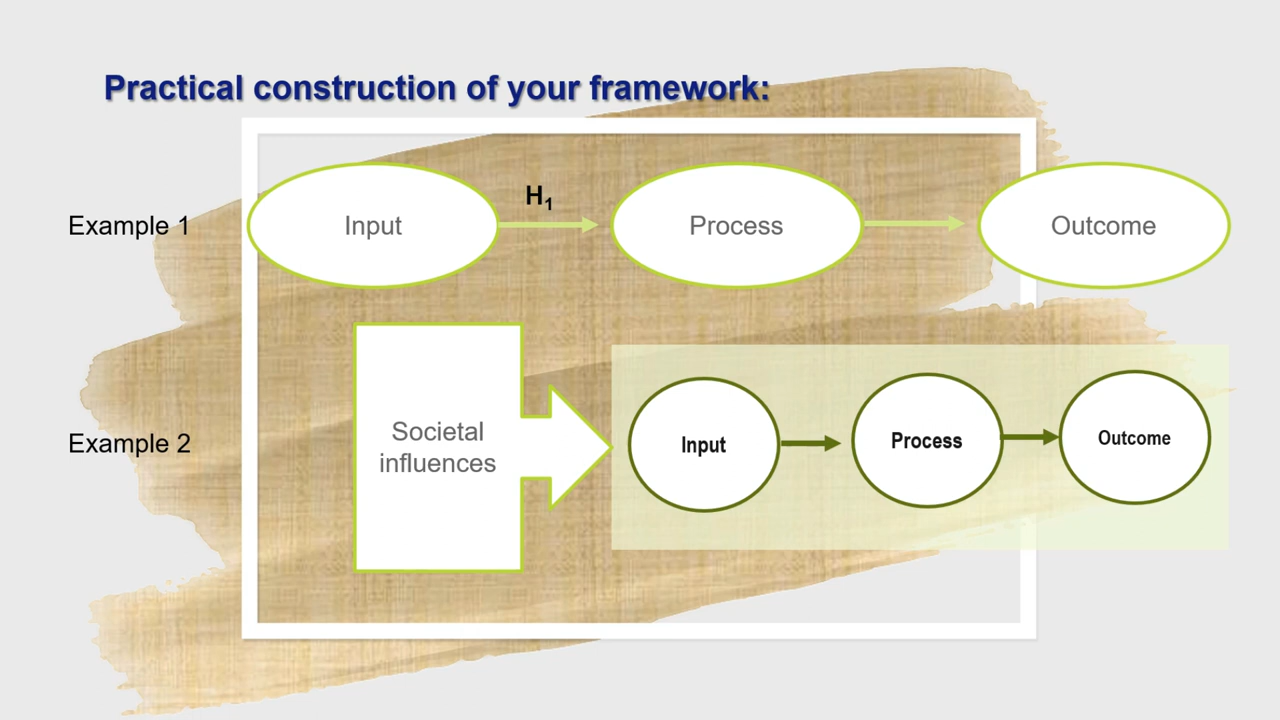 Practical construction of your framework:
H1
Example 1
Input
Process
Outcome
Societal
influences
Example 2
Input
Process
Outcome